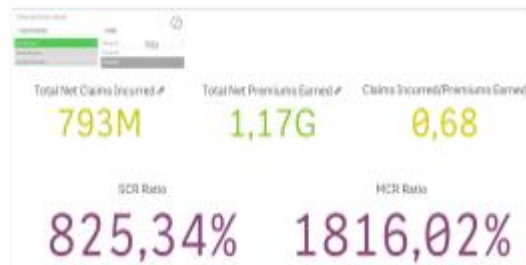 Total Net Claims Incurred Total Net Premiums Earned Claims Incurred/Premiums Earned
793M 1,17G 0,68
SCR Ratio MCR Ratio
825,34% 1816,02%